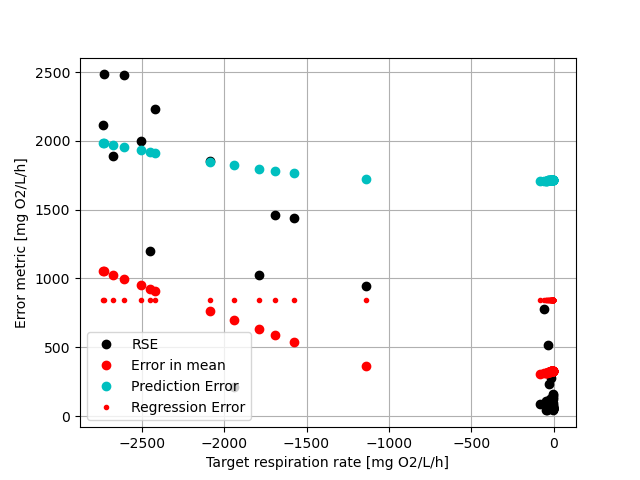 2500
2000
1500
1000
500
0
Error metric [mg O2/L/h]
RSE
Error in mean
Prediction Error
Regression Error
−2500 −2000 −1500 −1000 −500 0
Target respiration rate [mg O2/L/h]